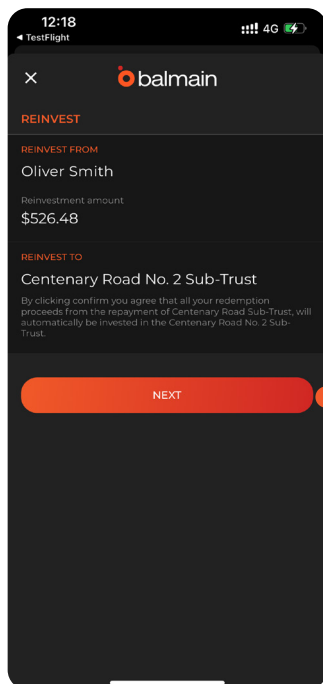 12:18
◀ TestFlight
4G
balmain
REINVEST
REINVEST FROM
Oliver Smith
Reinvestment amount
$526.48
REINVEST TO
Centenary Road No. 2 Sub-Trust
By clicking confirm you agree that all your redemption
proceeds from the repayment of Centenary Road Sub-Trust, will
automatically be invested in the Centenary Road No. 2 Sub-
Trust.
NEXT